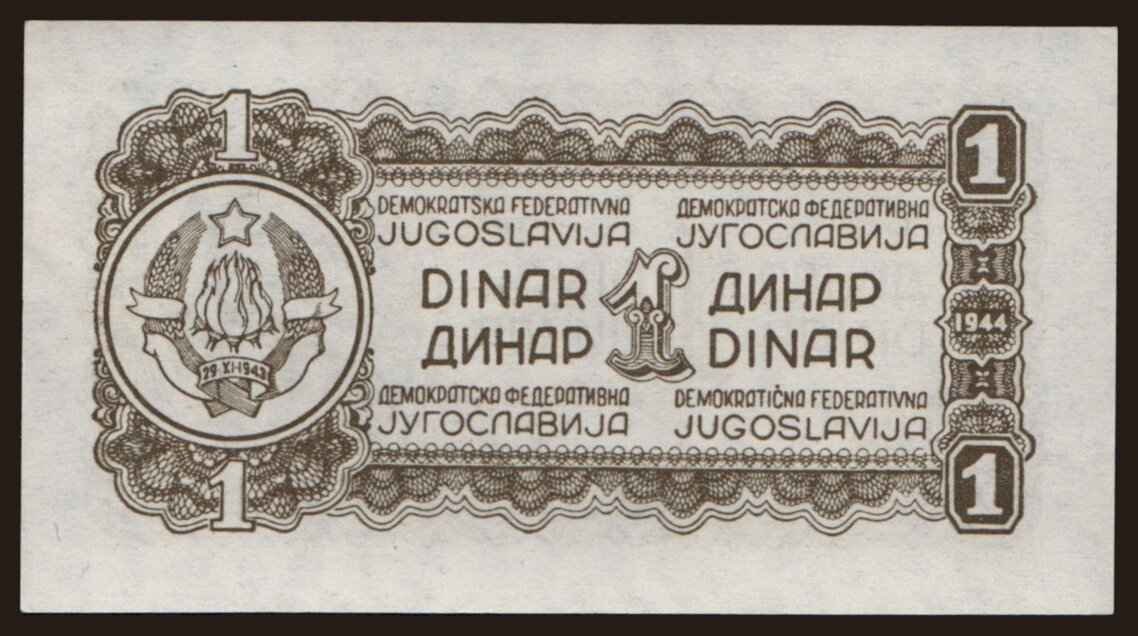 1
1
DEMOKRATSKA FEDERATIVNA
JUGOSLAVIJA
ДЕМОКРАТСКА ФЕДЕРАТИВНА
ЈУГОСЛАВИЈА
DINAR
1
ДИНАР
ДИНАР
DINAR
1944
29·XI·1943
ДЕМОКРАТСКА ФЕДЕРАТИВНА
ЈУГОСЛАВИЈА
DEMOKRATIČNA FEDERATIVNA
JUGOSLAVIJA
1
1